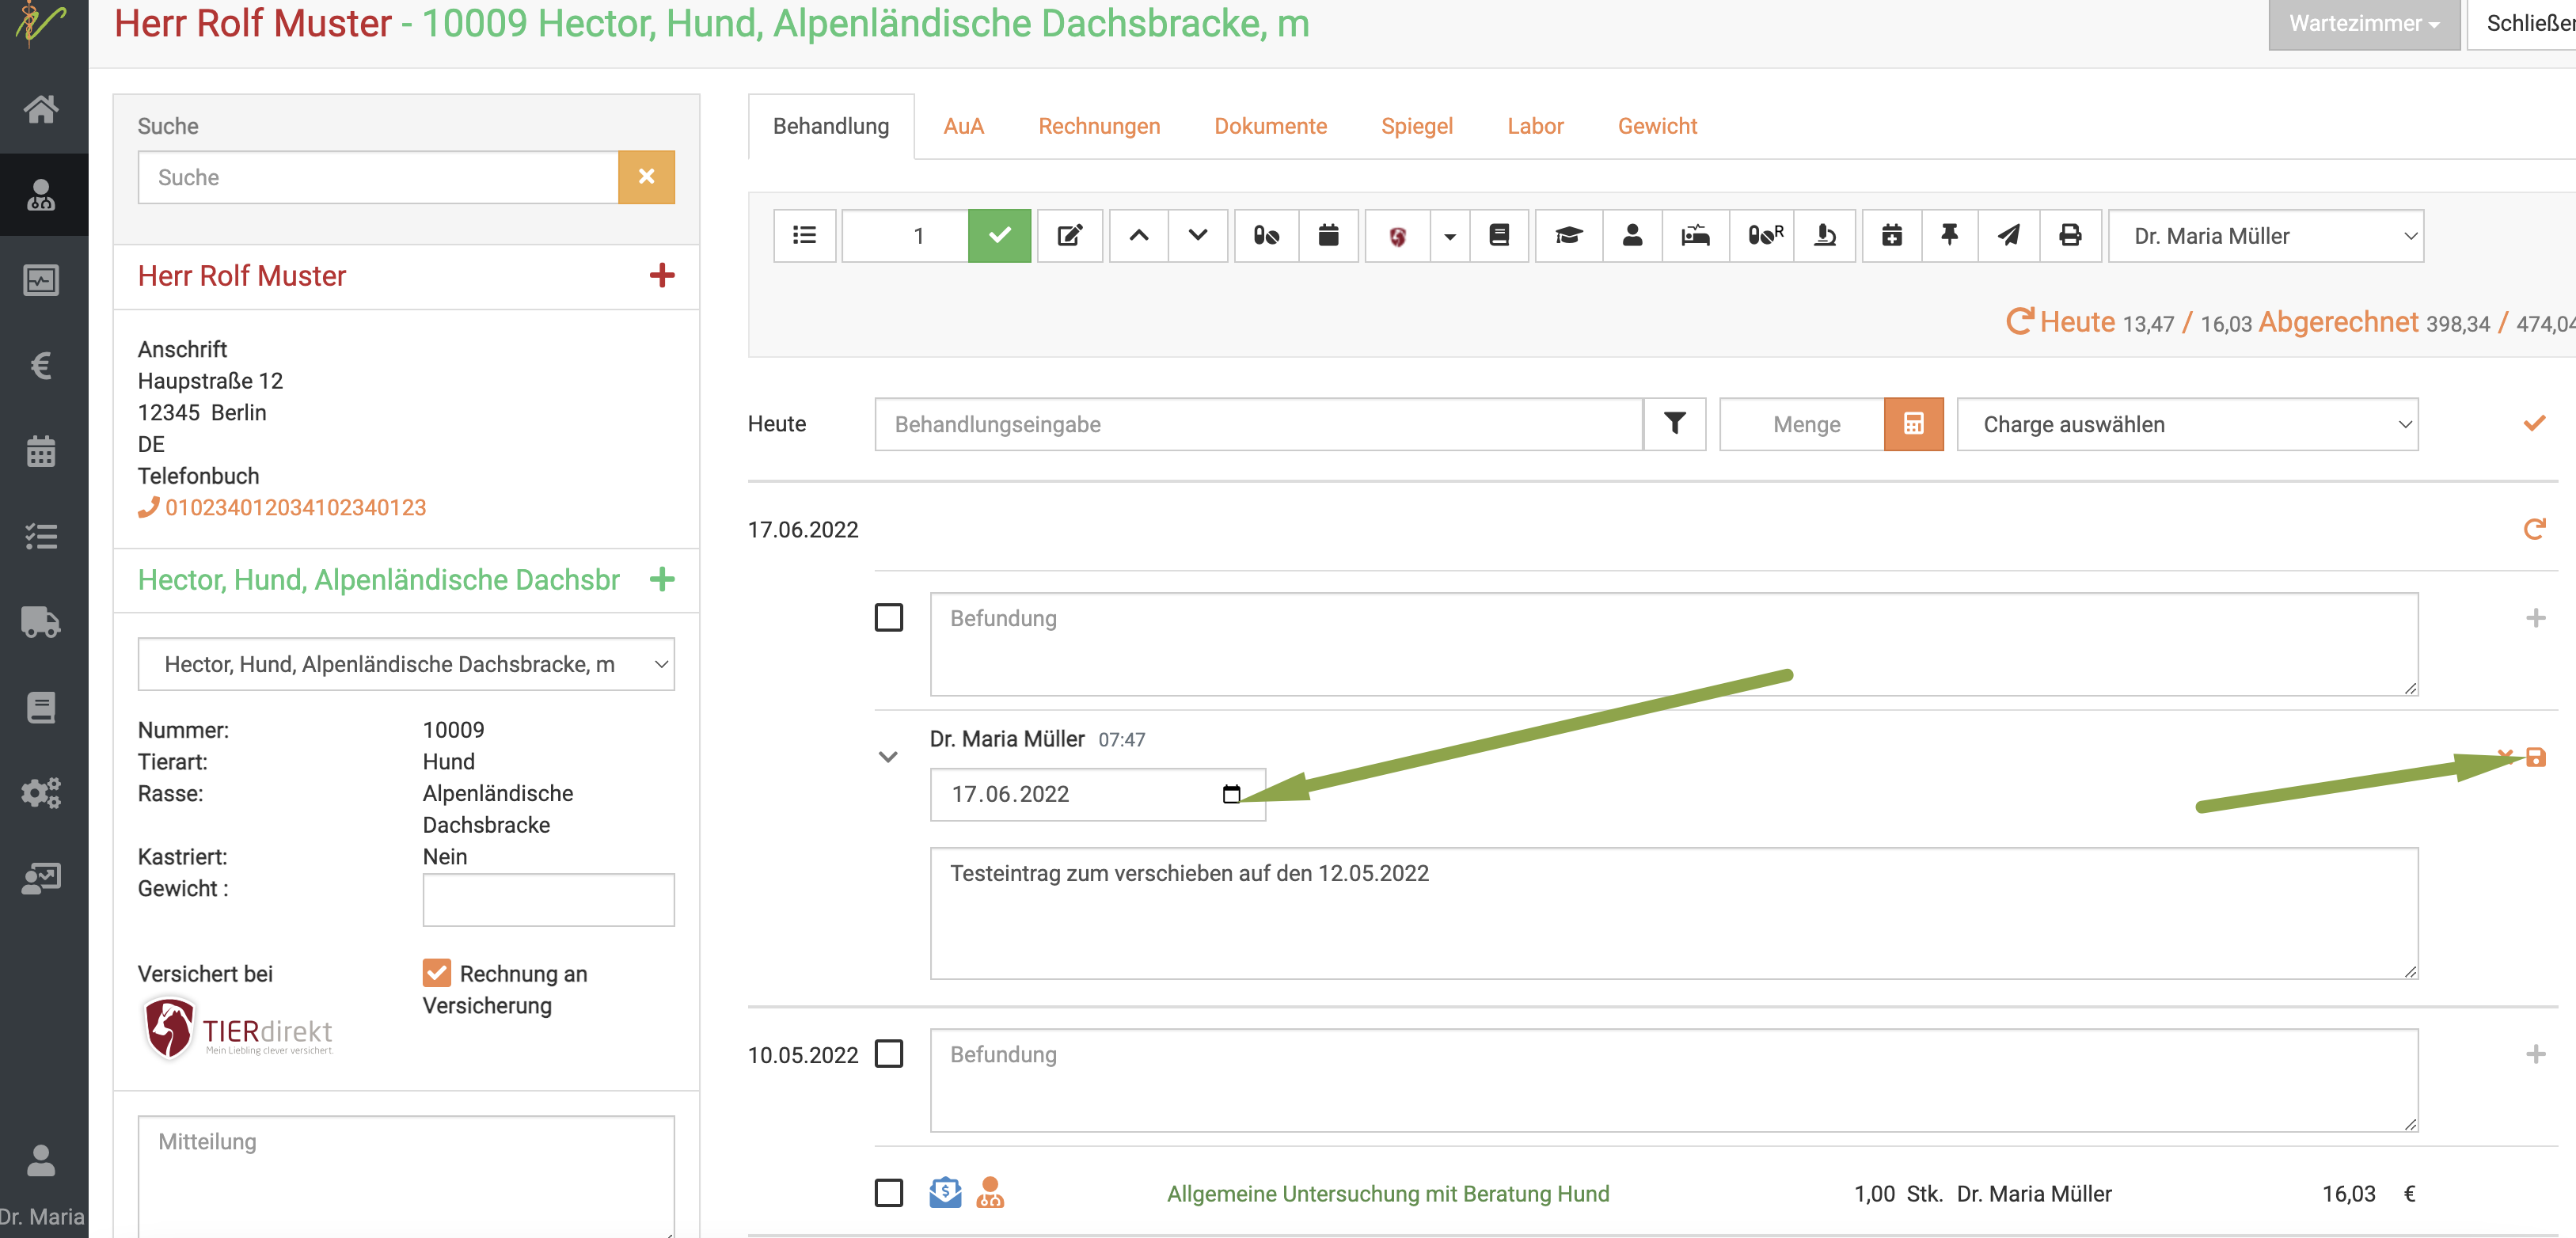 Herr Rolf Muster - 10009 Hector, Hund, Alpenländische Dachsbracke, m
Wartezimmer
Schließen
Suche
Suche
Herr Rolf Muster
Anschrift
Haupstraße 12
12345 Berlin
DE
Telefonbuch
010234012034102340123
Hector, Hund, Alpenländische Dachsbr
Hector, Hund, Alpenländische Dachsbracke, m
Nummer: 10009
Tierart: Hund
Rasse: Alpenländische
Dachsbracke
Kastriert: Nein
Gewicht :
Versichert bei
Rechnung an
Versicherung
TIERdirekt
Mein Liebling clever versichert.
Mitteilung
Dr. Maria
Behandlung AuA Rechnungen Dokumente Spiegel Labor Gewicht
1
R
Dr. Maria Müller
Heute 13,47 / 16,03 Abgerechnet 398,34 / 474,04
Heute Behandlungseingabe Menge Charge auswählen
17.06.2022
Befundung
Dr. Maria Müller 07:47
17.06.2022
Testeintrag zum verschieben auf den 12.05.2022
10.05.2022
Befundung
Allgemeine Untersuchung mit Beratung Hund 1,00 Stk. Dr. Maria Müller 16,03 €